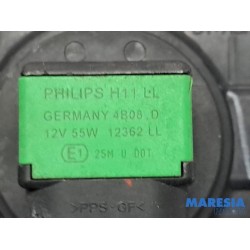 PHILIPS H11 LL
GERMANY 4B08 D
12V 55W 12362 LL
E1 25H U 001
>PPS-GF<
MARESIA